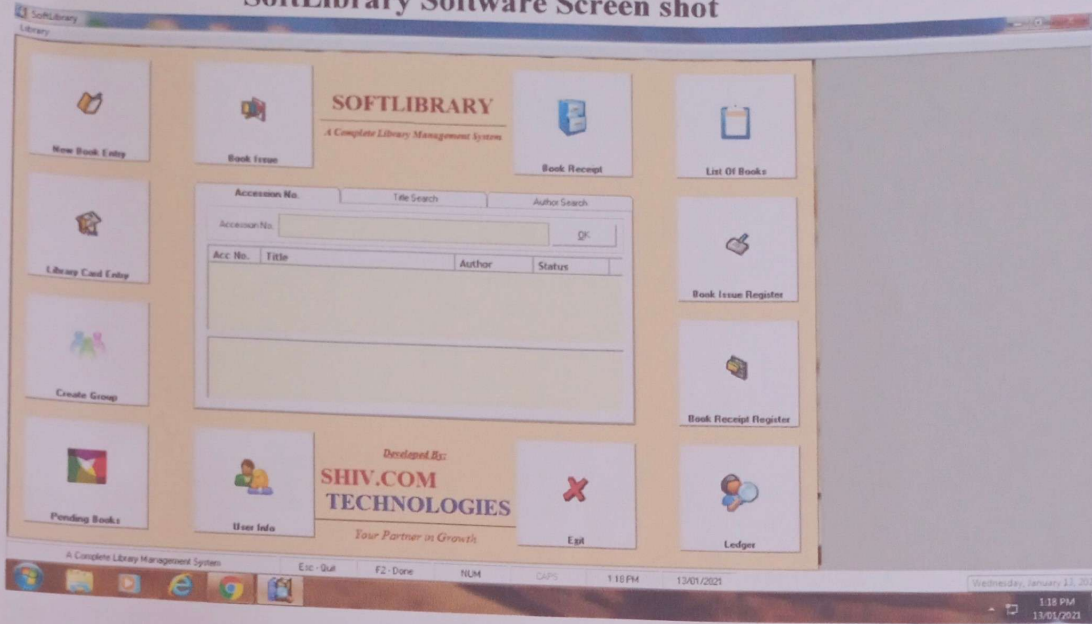 SoftLibrary Software Screen shot
SoftLibrary
Library
New Book Entry
Book Issue
SOFTLIBRARY
A Complete Library Management System
Book Receipt
List Of Books
Accession No.
Title Search
Author Search
Accession No.
OK
Acc No.
Title
Author
Status
Library Card Entry
Book Issue Register
Create Group
Book Receipt Register
Pending Books
User Info
Developed By:
SHIV.COM
TECHNOLOGIES
Your Partner in Growth
Exit
Ledger
A Complete Library Management System
Esc - Quit
F2 - Done
NUM
CAPS
1:18 PM
13/01/2021
Wednesday, January 13,
1:18 PM
13/01/2021